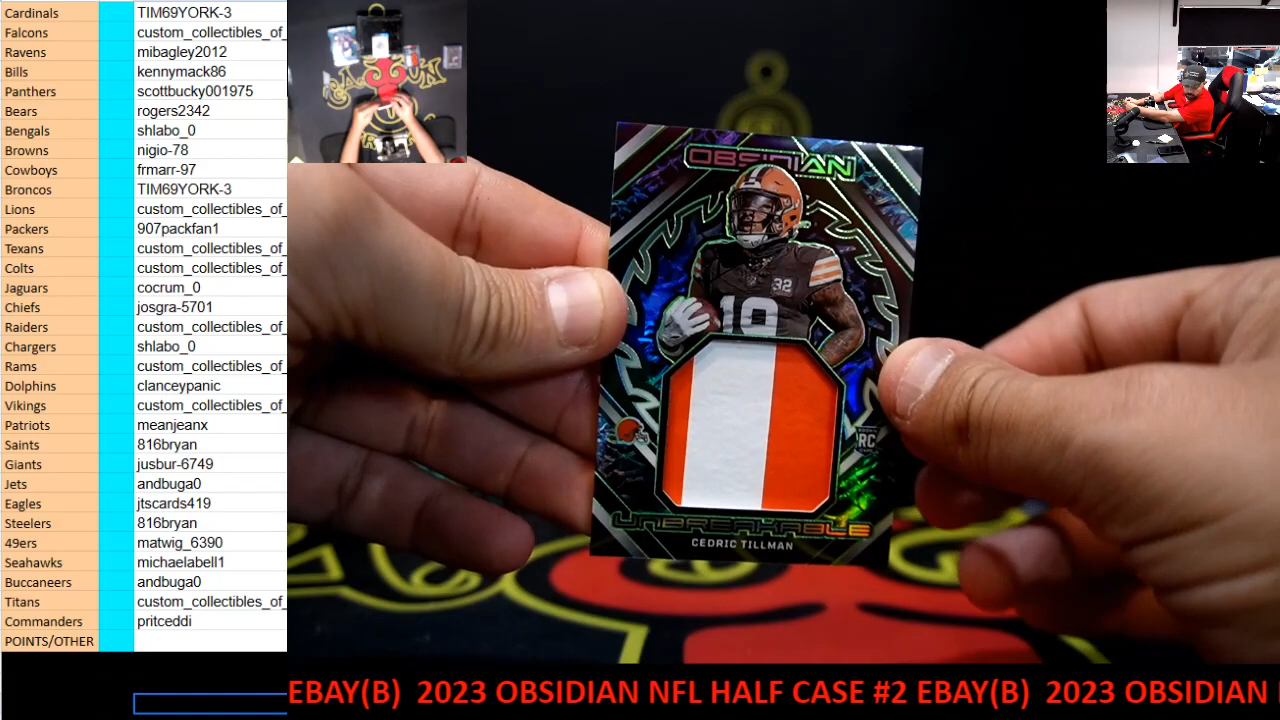 Cardinals TIM69YORK-3
Falcons custom_collectibles_of_
Ravens mibagley2012
Bills kennymack86
Panthers scottbucky001975
Bears rogers2342
Bengals shlabo_0
Browns nigio-78
Cowboys frmarr-97
Broncos TIM69YORK-3
Lions custom_collectibles_of_
Packers 907packfan1
Texans custom_collectibles_of_
Colts custom_collectibles_of_
Jaguars cocrum_0
Chiefs josgra-5701
Raiders custom_collectibles_of_
Chargers shlabo_0
Rams custom_collectibles_of_
Dolphins clanceypanic
Vikings custom_collectibles_of_
Patriots meanjeanx
Saints 816bryan
Giants jusbur-6749
Jets andbuga0
Eagles jtscards419
Steelers 816bryan
49ers matwig_6390
Seahawks michaelabell1
Buccaneers andbuga0
Titans custom_collectibles_of_
Commanders pritceddi
POINTS/OTHER
OBSIDIAN
32
10
RC
UNBREAKABLE
CEDRIC TILLMAN
EBAY(B) 2023 OBSIDIAN NFL HALF CASE #2 EBAY(B) 2023 OBSIDIAN